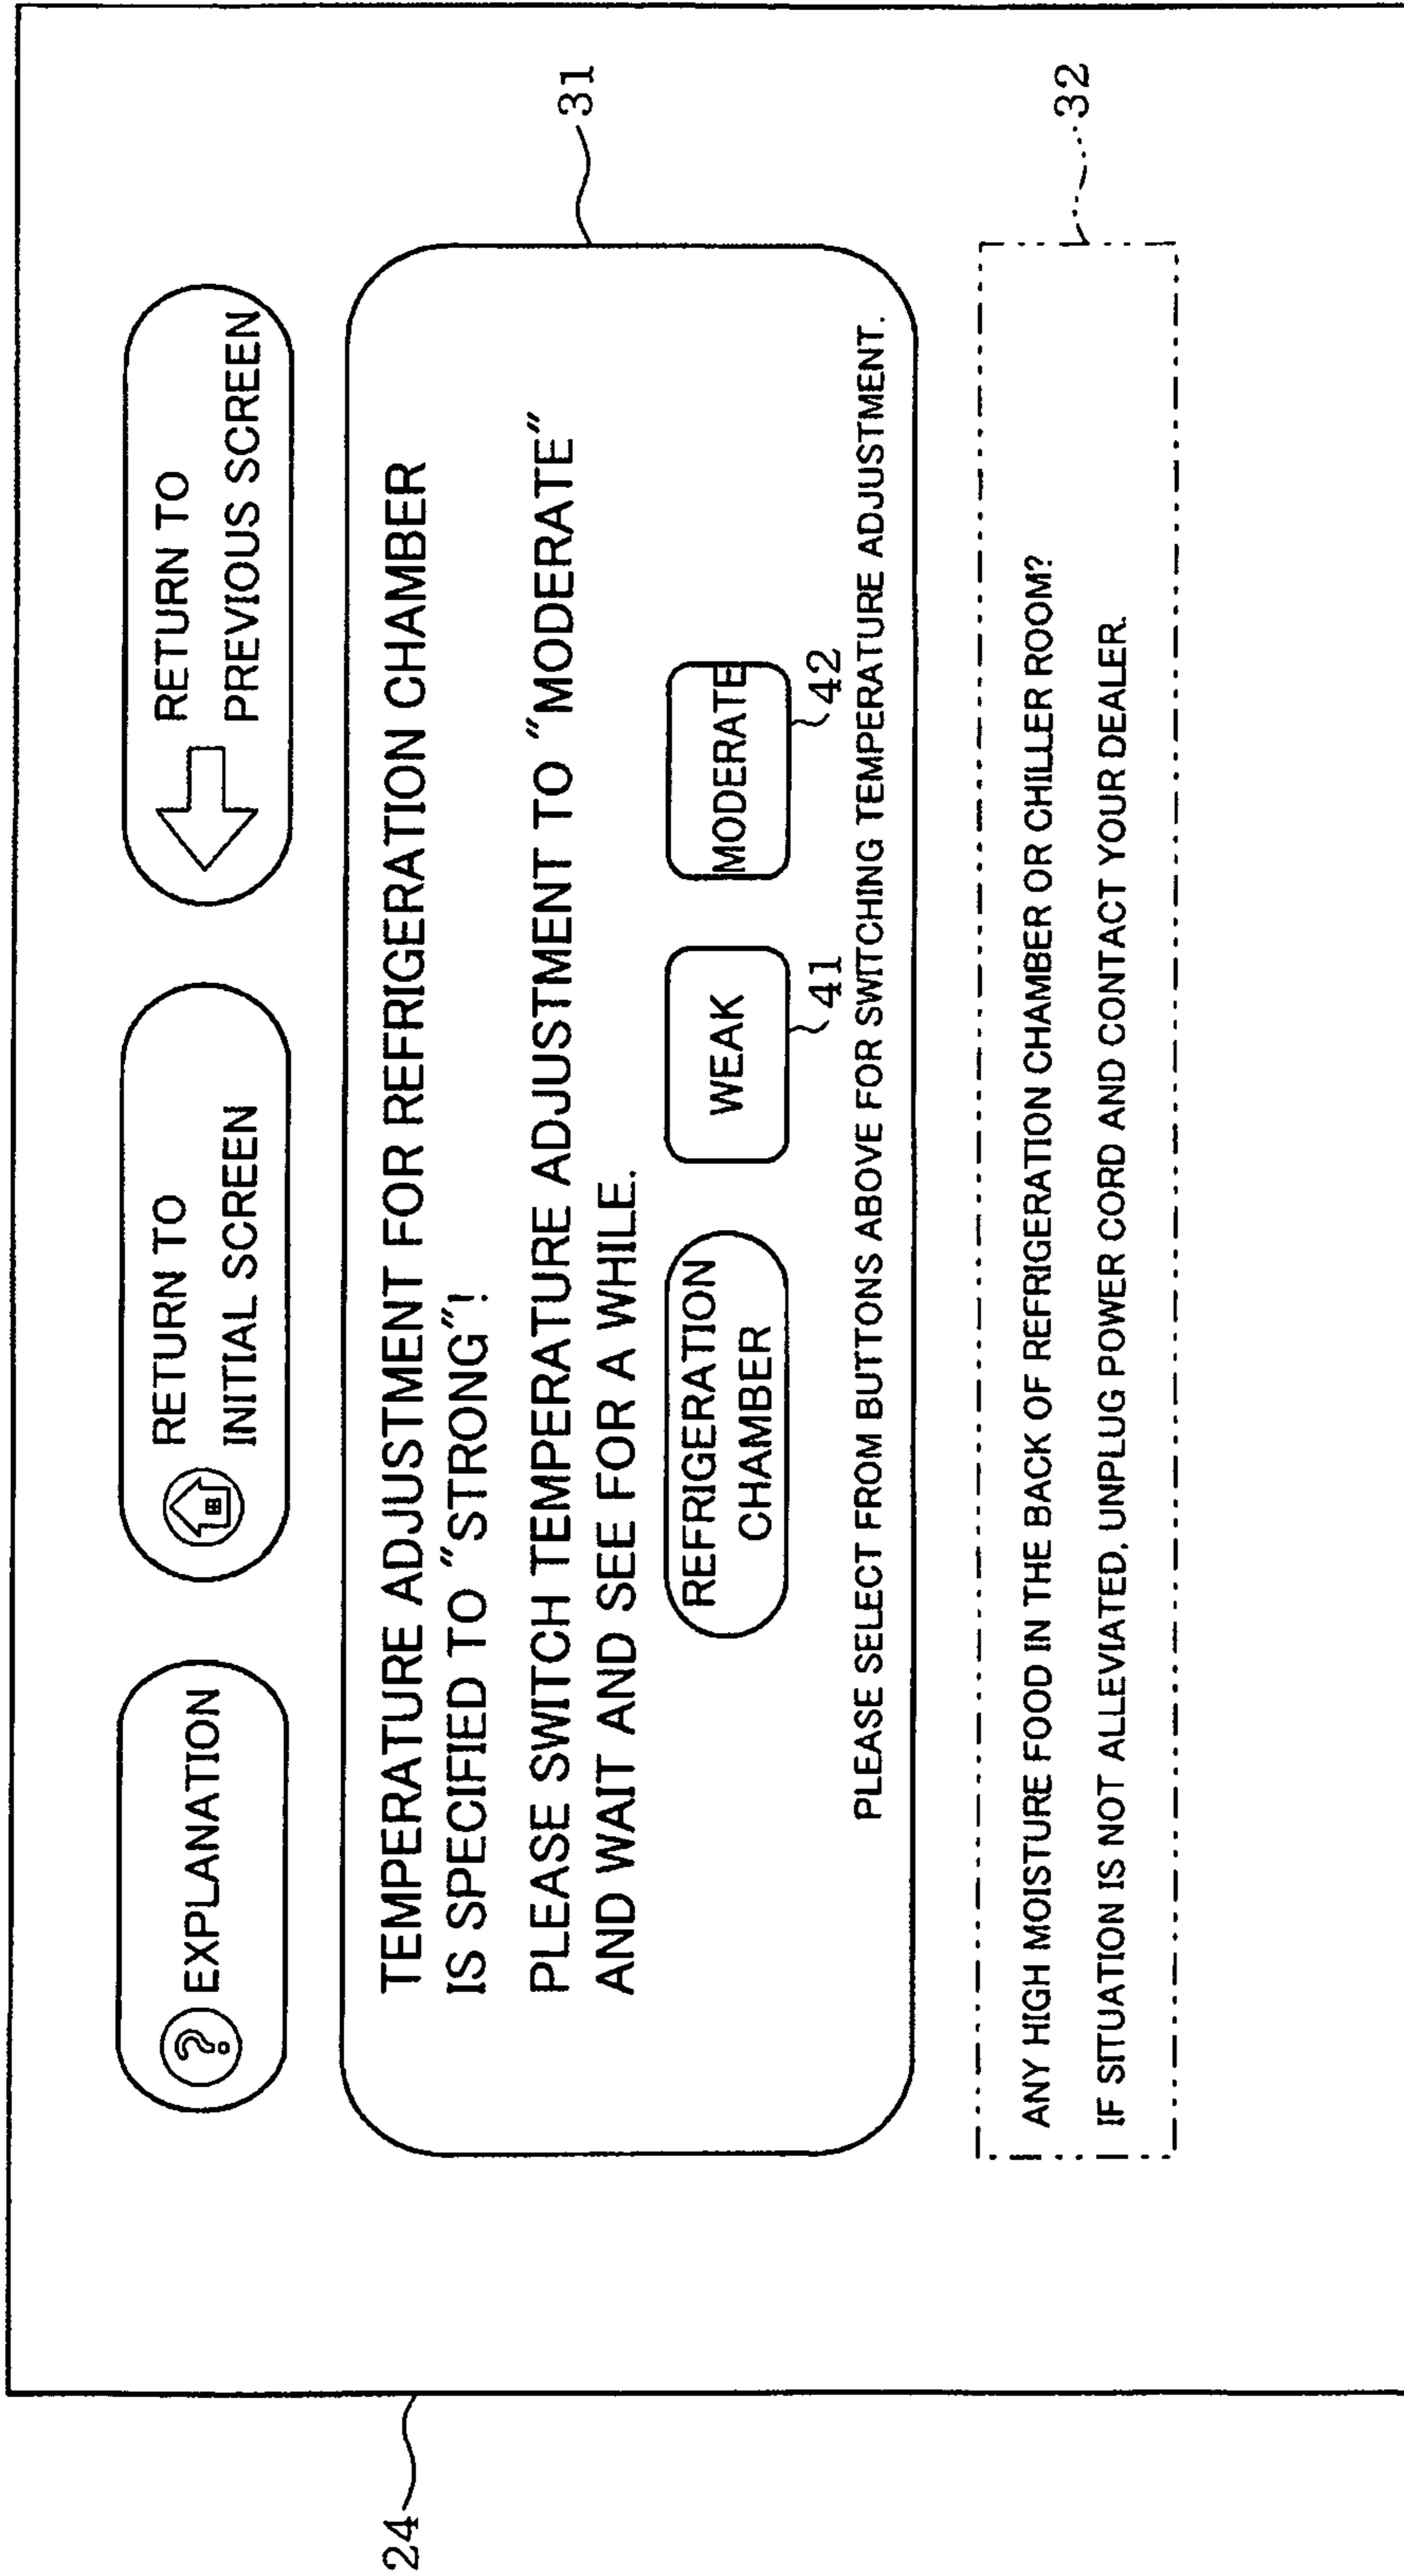 ? EXPLANATION
RETURN TO
INITIAL SCREEN
RETURN TO
PREVIOUS SCREEN
TEMPERATURE ADJUSTMENT FOR REFRIGERATION CHAMBER
IS SPECIFIED TO "STRONG"!
PLEASE SWITCH TEMPERATURE ADJUSTMENT TO "MODERATE"
AND WAIT AND SEE FOR A WHILE.
REFRIGERATION
CHAMBER
WEAK
MODERATE
41
42
PLEASE SELECT FROM BUTTONS ABOVE FOR SWITCHING TEMPERATURE ADJUSTMENT.
31
ANY HIGH MOISTURE FOOD IN THE BACK OF REFRIGERATION CHAMBER OR CHILLER ROOM?
IF SITUATION IS NOT ALLEVIATED, UNPLUG POWER CORD AND CONTACT YOUR DEALER.
32
24